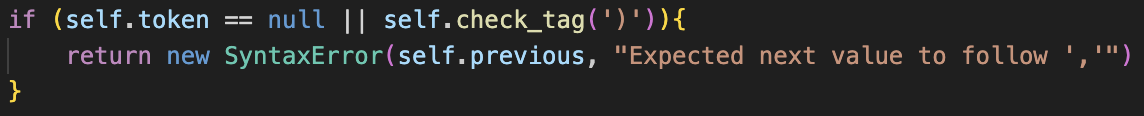 if (self.token == null || self.check_tag(')')){
    return new SyntaxError(self.previous, "Expected next value to follow ','")
}